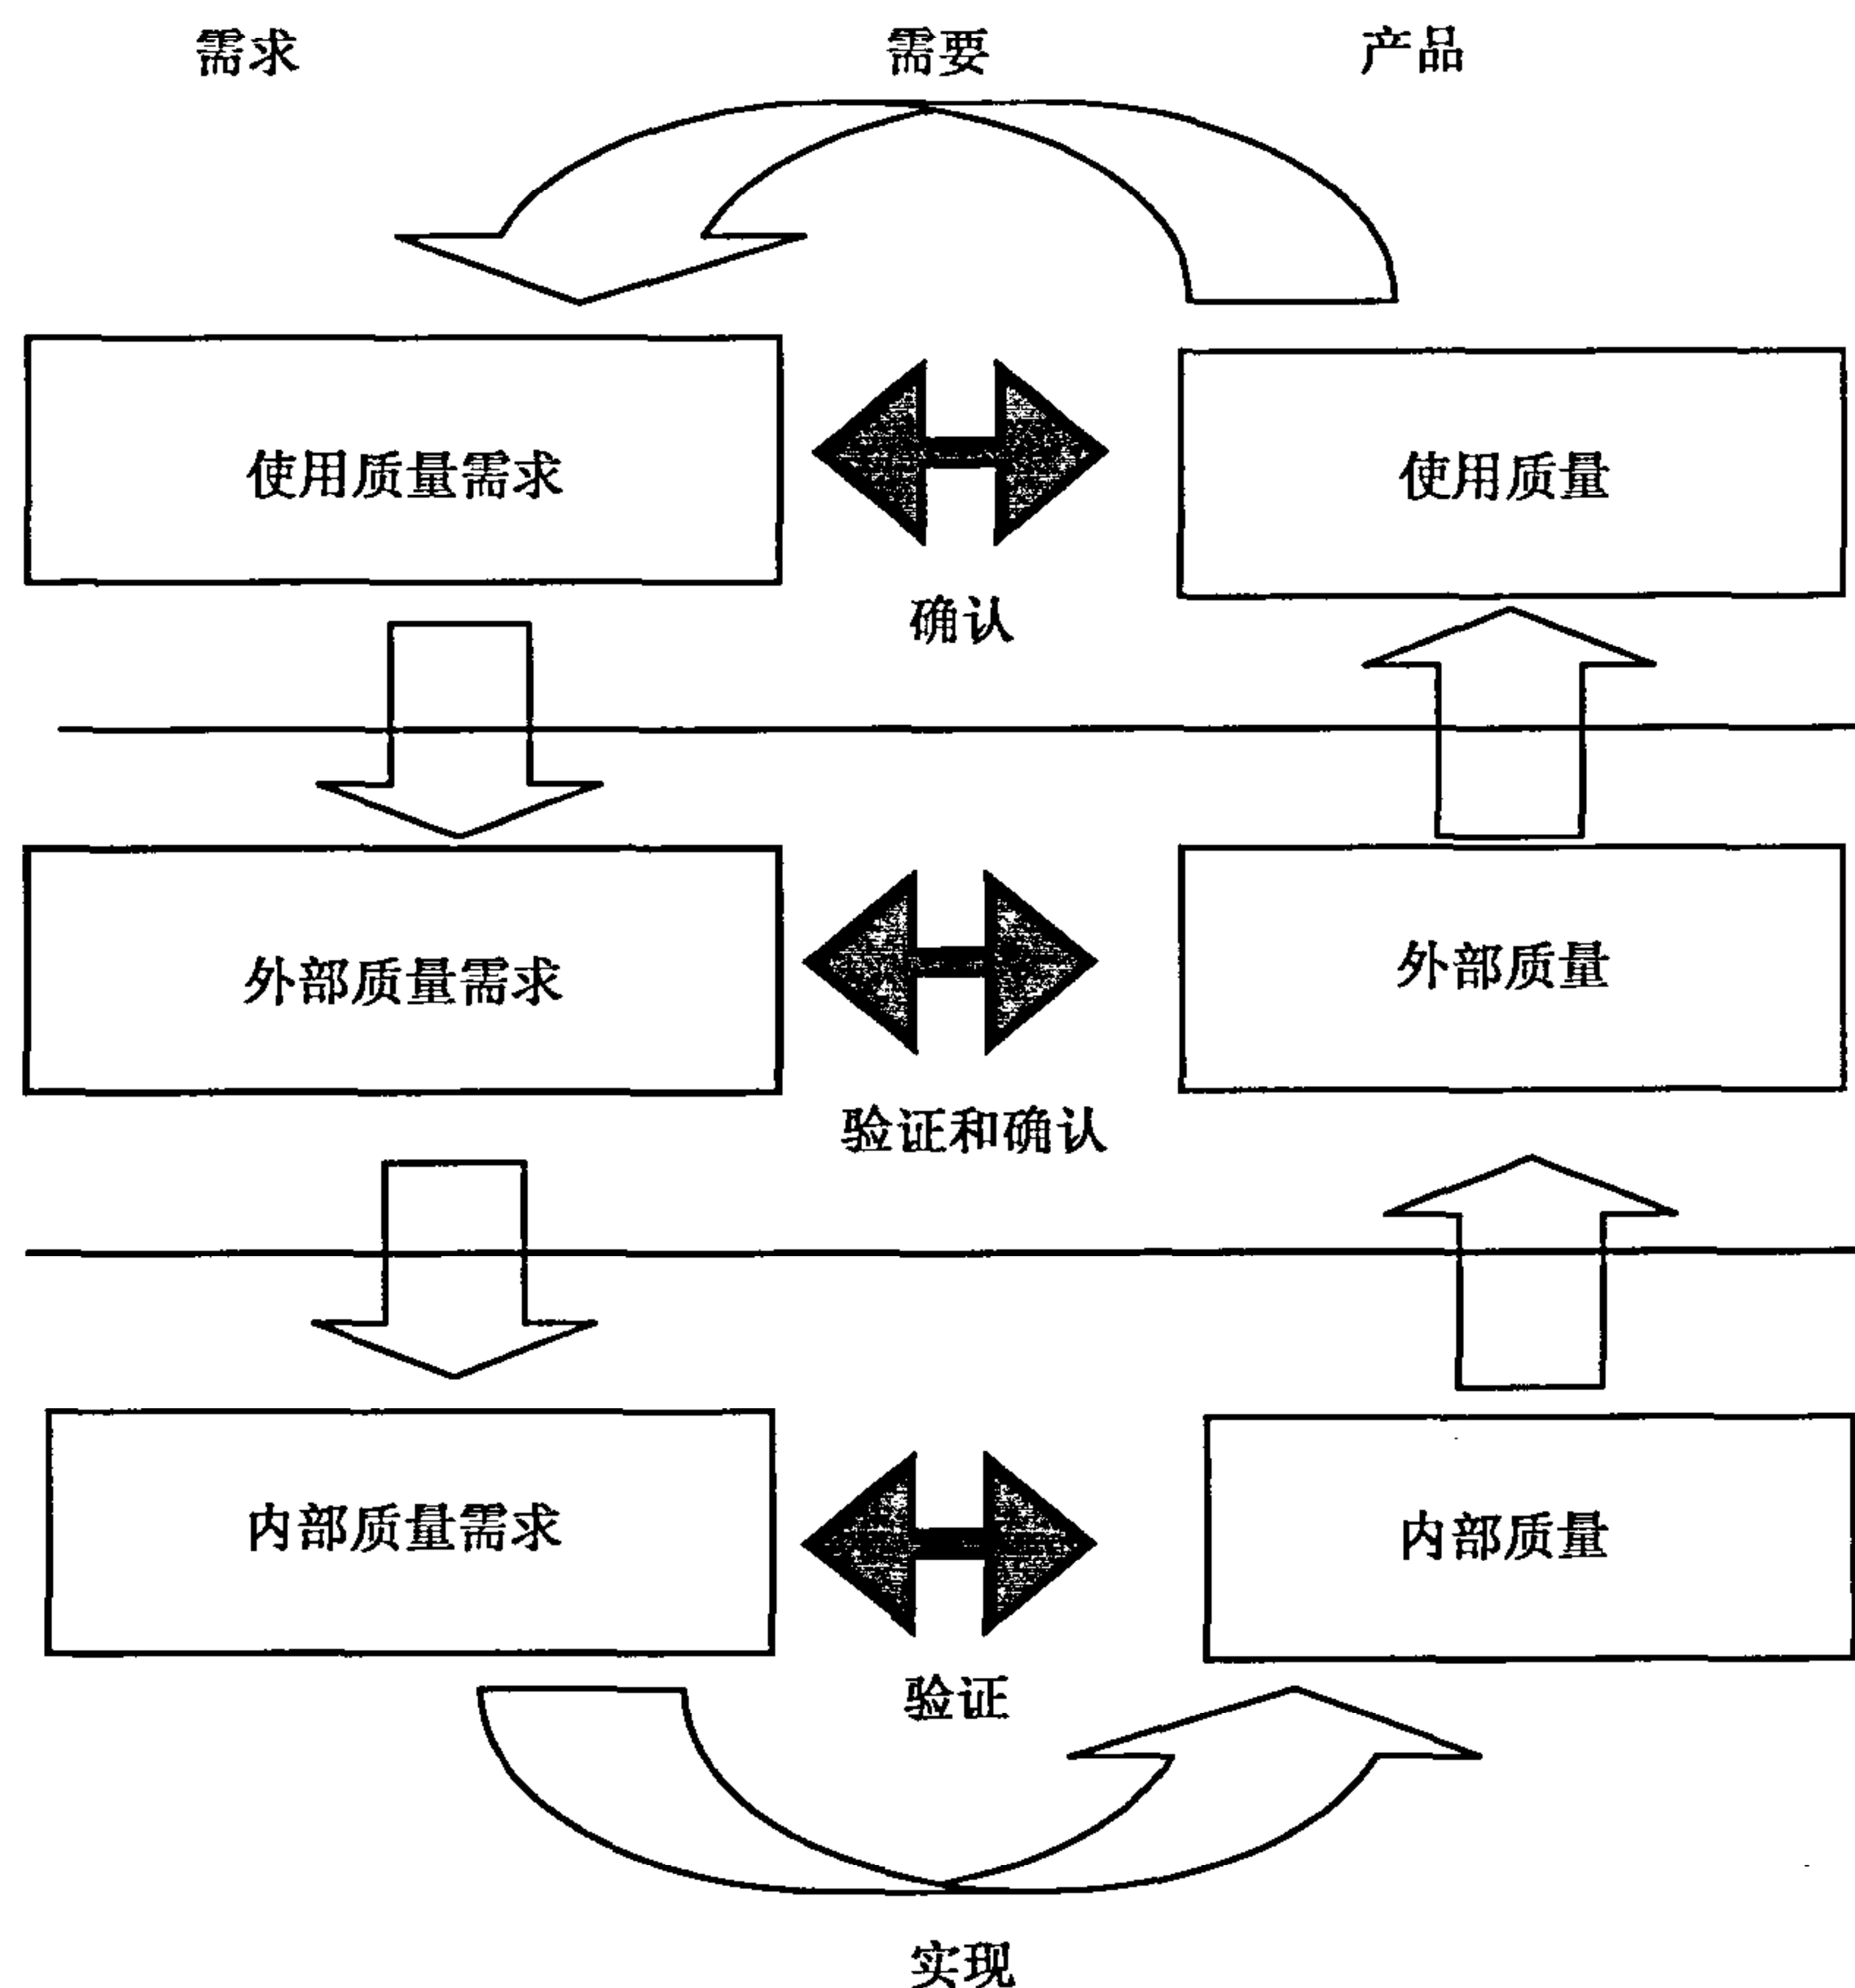 需求 需要 产品
使用质量需求 使用质量
确认
外部质量需求 外部质量
验证和确认
内部质量需求 内部质量
验证
实现